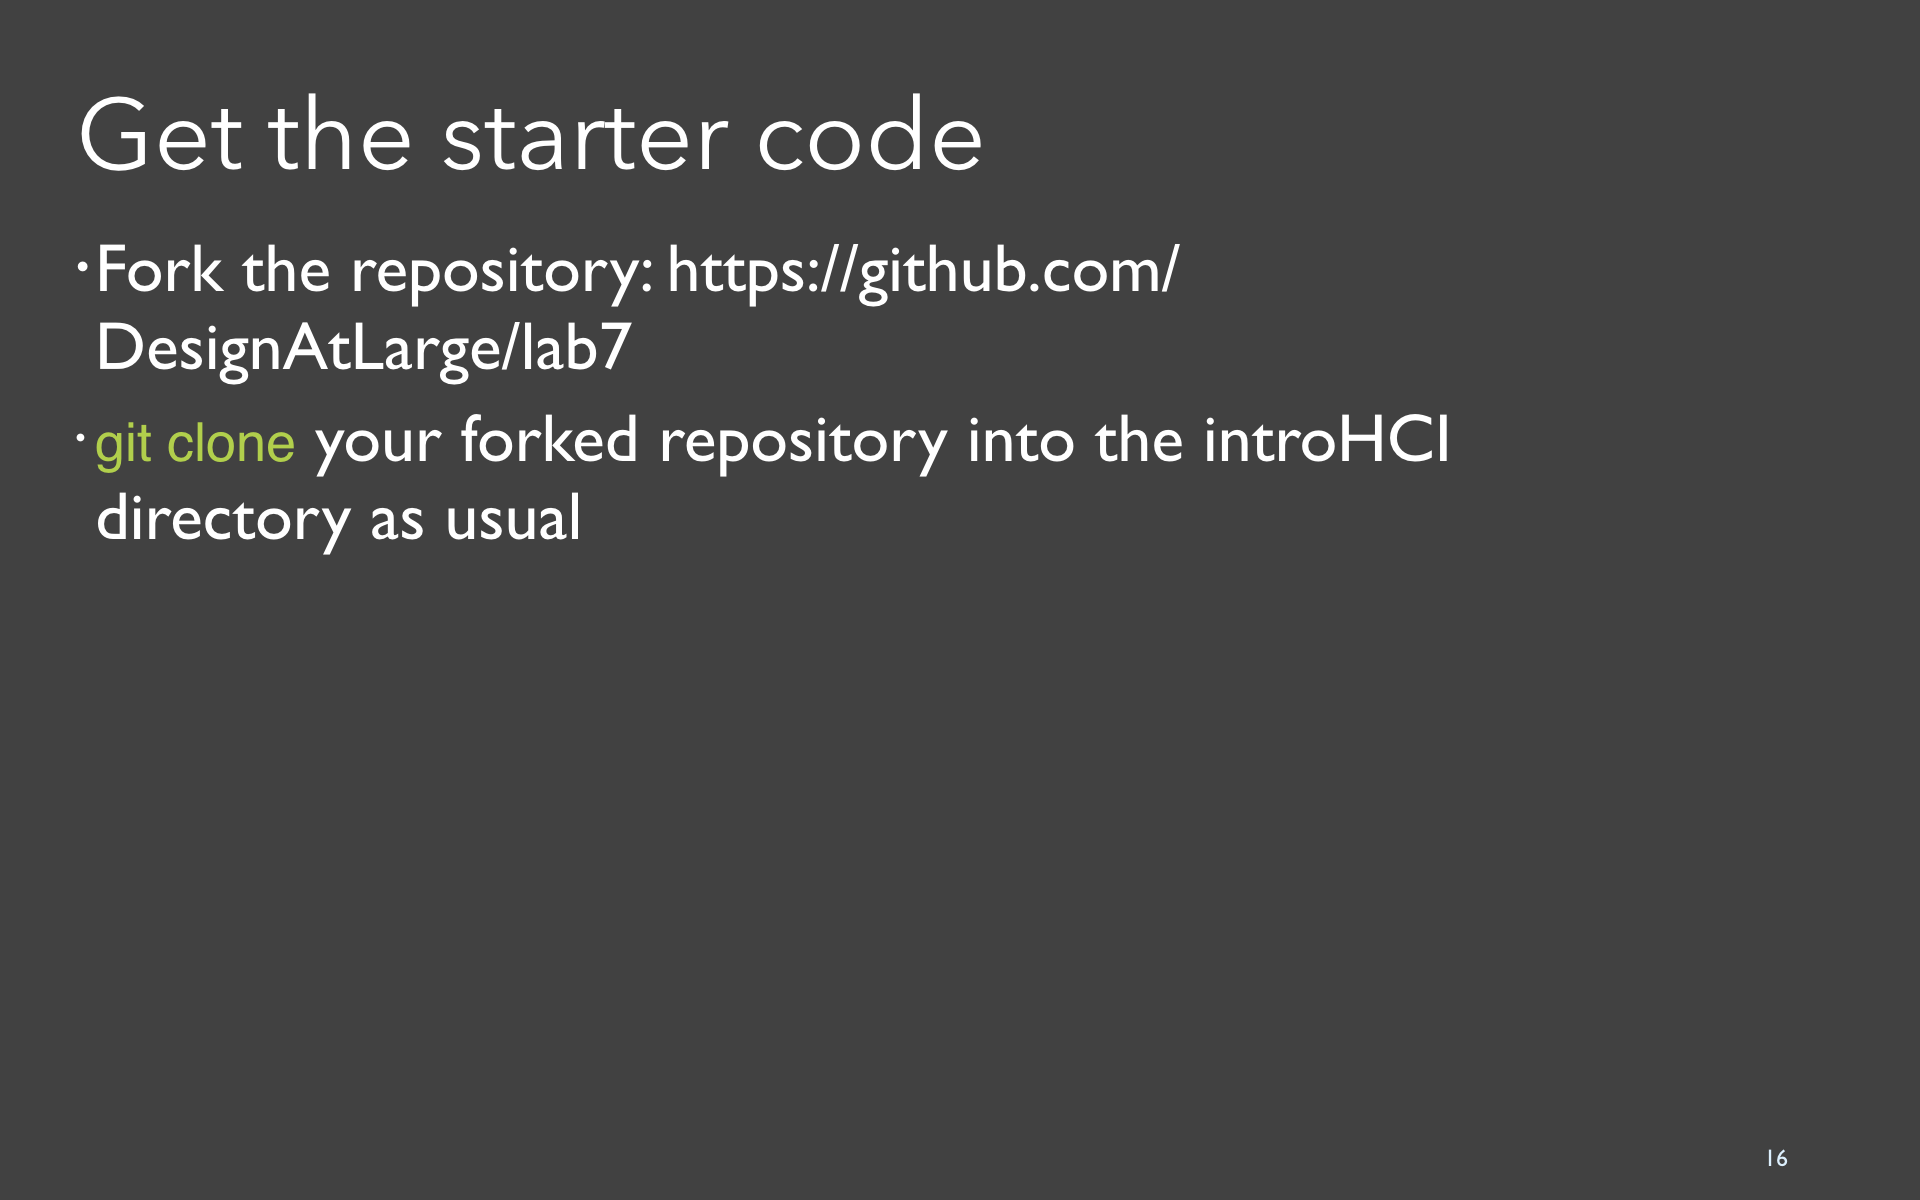 Get the starter code
• Fork the repository: https://github.com/
DesignAtLarge/lab7
• git clone your forked repository into the introHCI
directory as usual
16